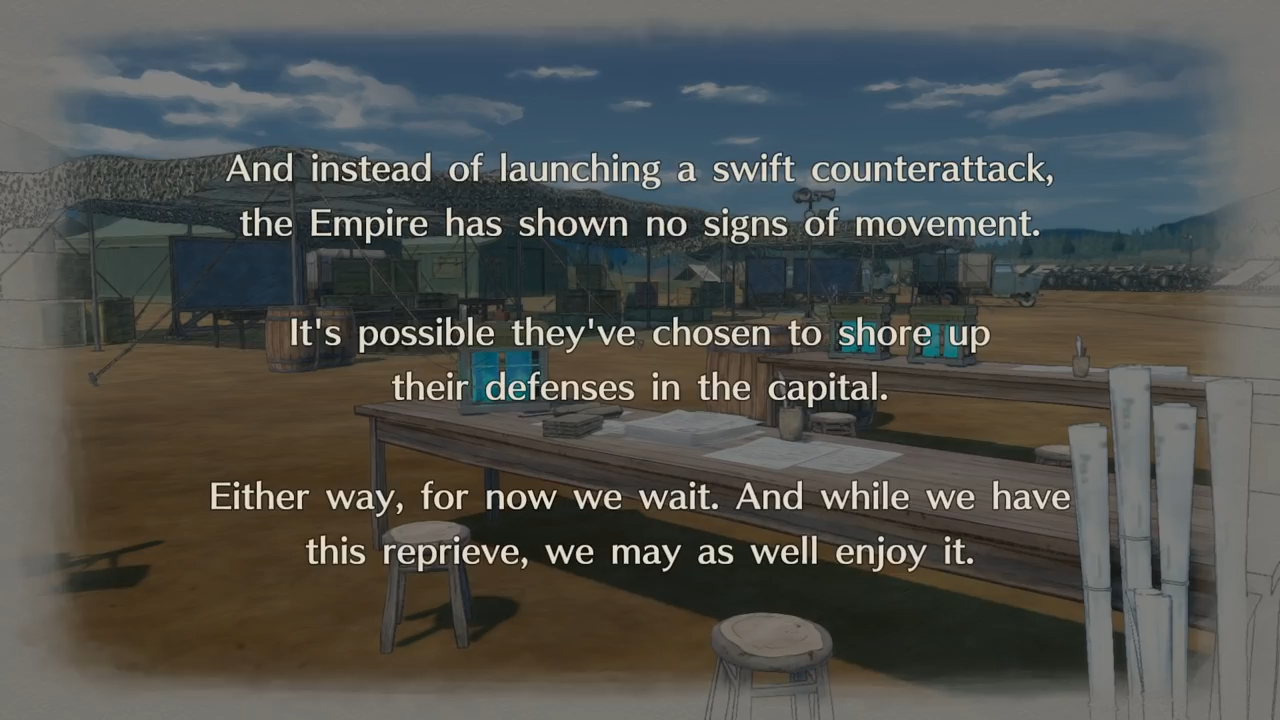 And instead of launching a swift counterattack,
the Empire has shown no signs of movement.
It's possible they've chosen to shore up
their defenses in the capital.
Either way, for now we wait. And while we have
this reprieve, we may as well enjoy it.